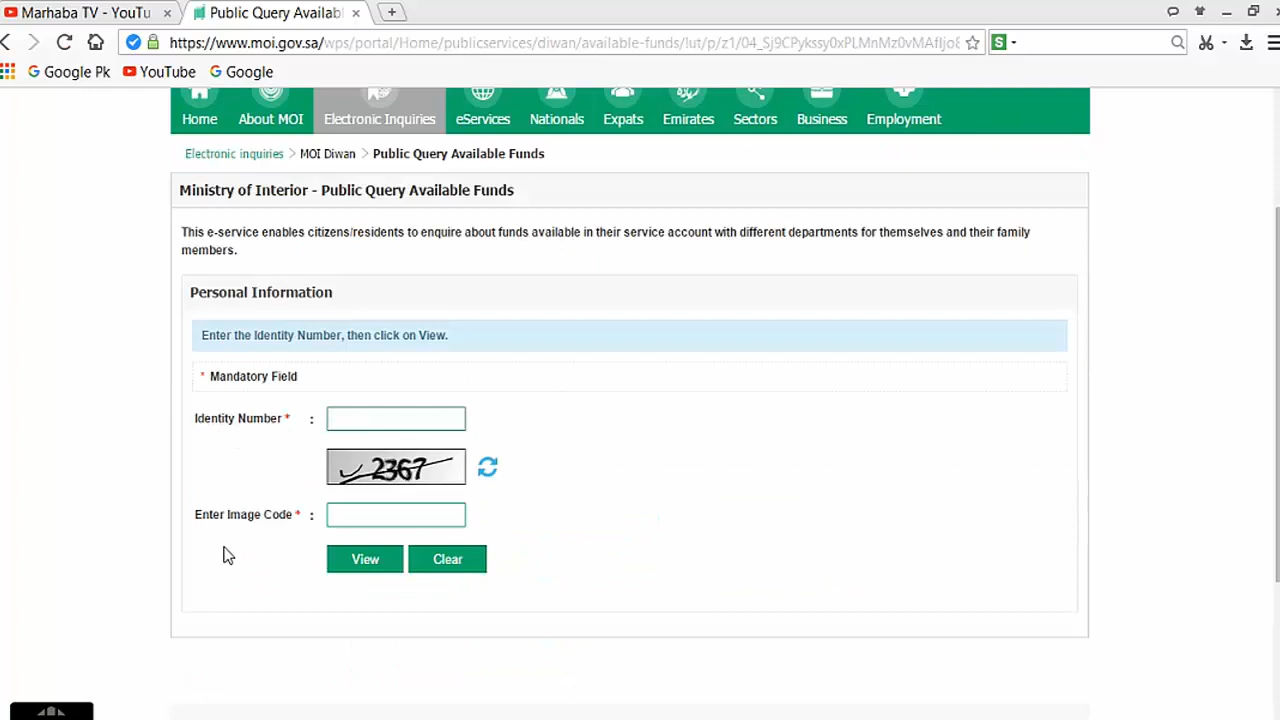 Marhaba TV - YouTu
Public Query Availab
https://www.moi.gov.sa/wps/portal/Home/publicservices/diwan/available-funds/!ut/p/z1/04_Sj9CPykssy0xPLMnMz0vMAfIjo8
S
Google Pk YouTube Google
Home About MOI Electronic Inquiries eServices Nationals Expats Emirates Sectors Business Employment
Electronic inquiries > MOI Diwan > Public Query Available Funds
Ministry of Interior - Public Query Available Funds
This e-service enables citizens/residents to enquire about funds available in their service account with different departments for themselves and their family
members.
Personal Information
Enter the Identity Number, then click on View.
* Mandatory Field
Identity Number * :
2367
Enter Image Code * :
View Clear